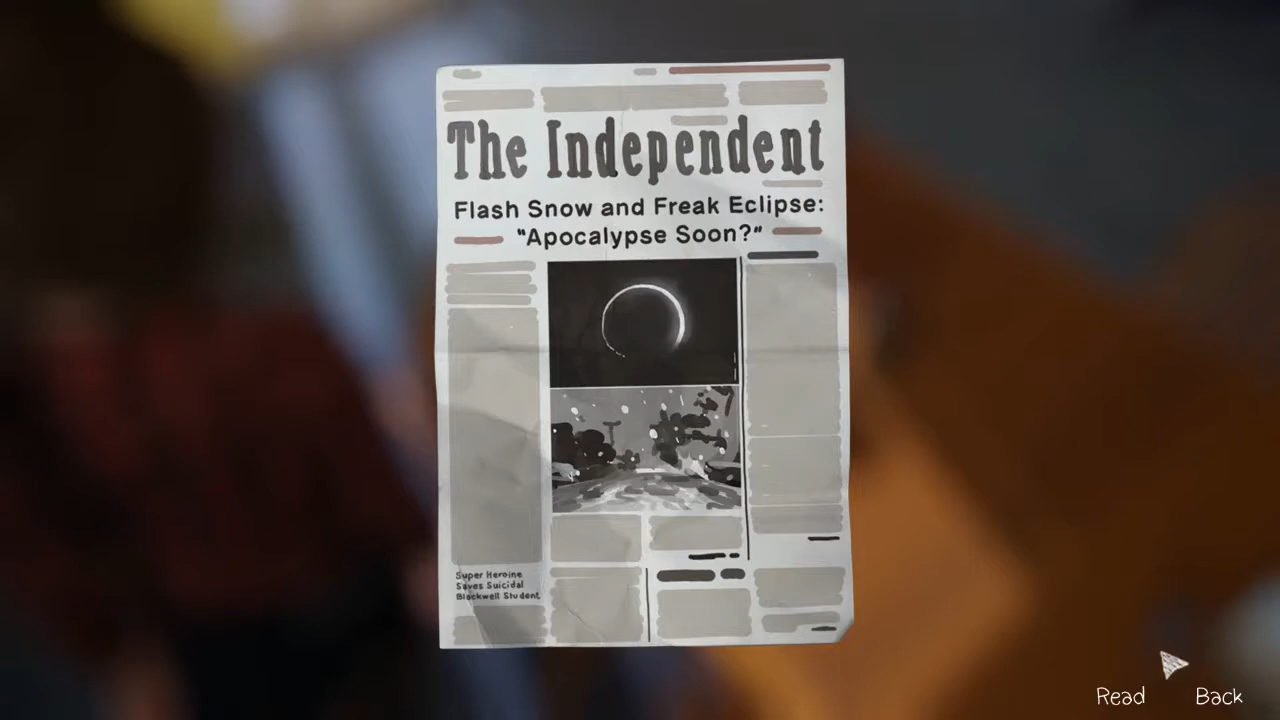 The Independent
Flash Snow and Freak Eclipse:
"Apocalypse Soon?"
Super Heroine
Saves Suicidal
Blackwell Student
Read
Back